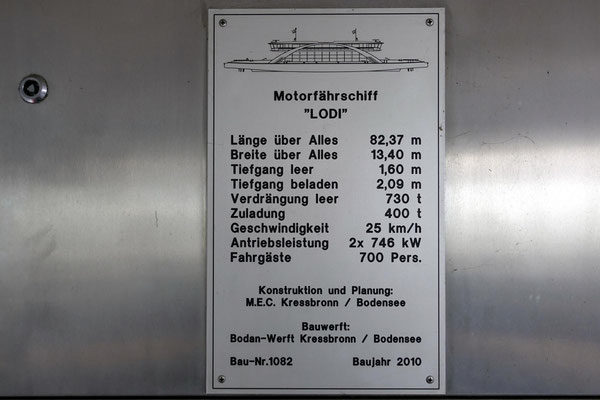 Motorfährschiff
"LODI"
Länge über Alles 82,37 m
Breite über Alles 13,40 m
Tiefgang leer 1,60 m
Tiefgang beladen 2,09 m
Verdrängung leer 730 t
Zuladung 400 t
Geschwindigkeit 25 km/h
Antriebsleistung 2x 746 kW
Fahrgäste 700 Pers.
Konstruktion und Planung:
M.E.C. Kressbronn / Bodensee
Bauwerft:
Bodan-Werft Kressbronn / Bodensee
Bau-Nr.1082 Baujahr 2010